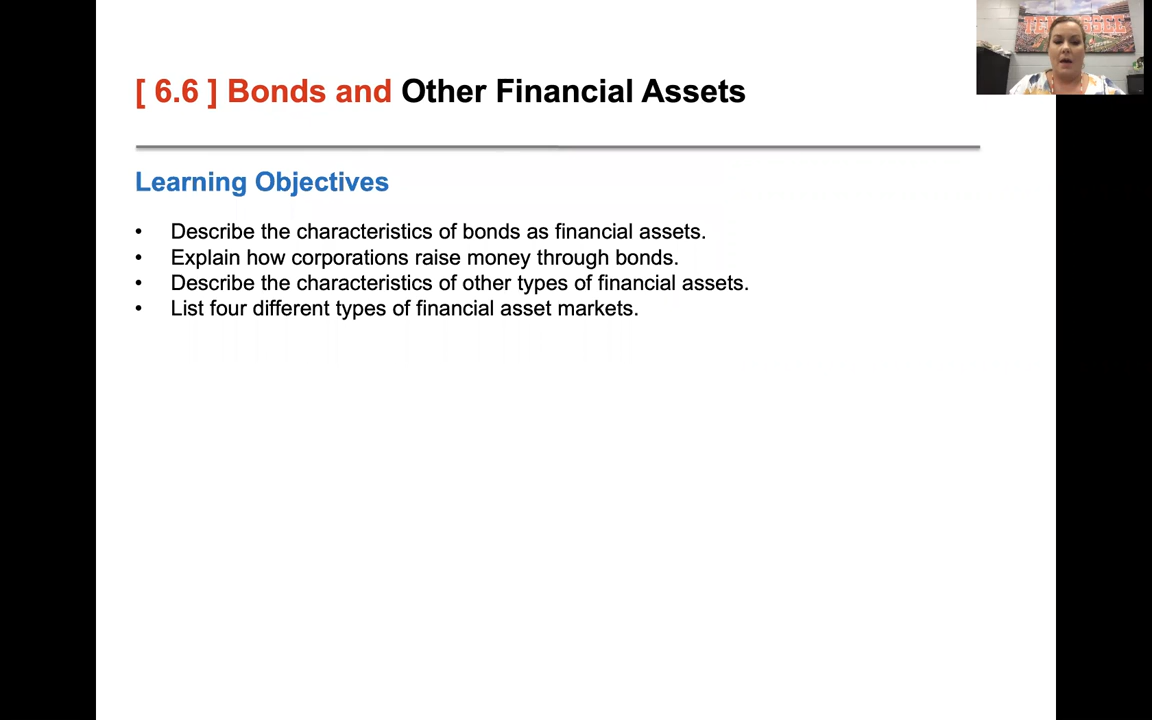 [ 6.6 ] Bonds and Other Financial Assets
Learning Objectives
• Describe the characteristics of bonds as financial assets.
• Explain how corporations raise money through bonds.
• Describe the characteristics of other types of financial assets.
• List four different types of financial asset markets.
TENNESSEE